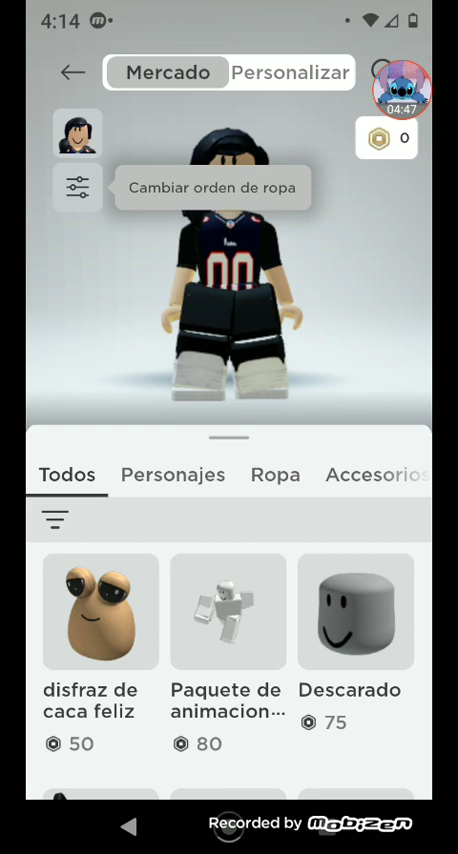 4:14
Mercado
Personalizar
04:47
0
Cambiar orden de ropa
00
Todos
Personajes
Ropa
Accesorios
disfraz de
caca feliz
50
Paquete de
animacion...
80
Descarado
75
Recorded by mobizen